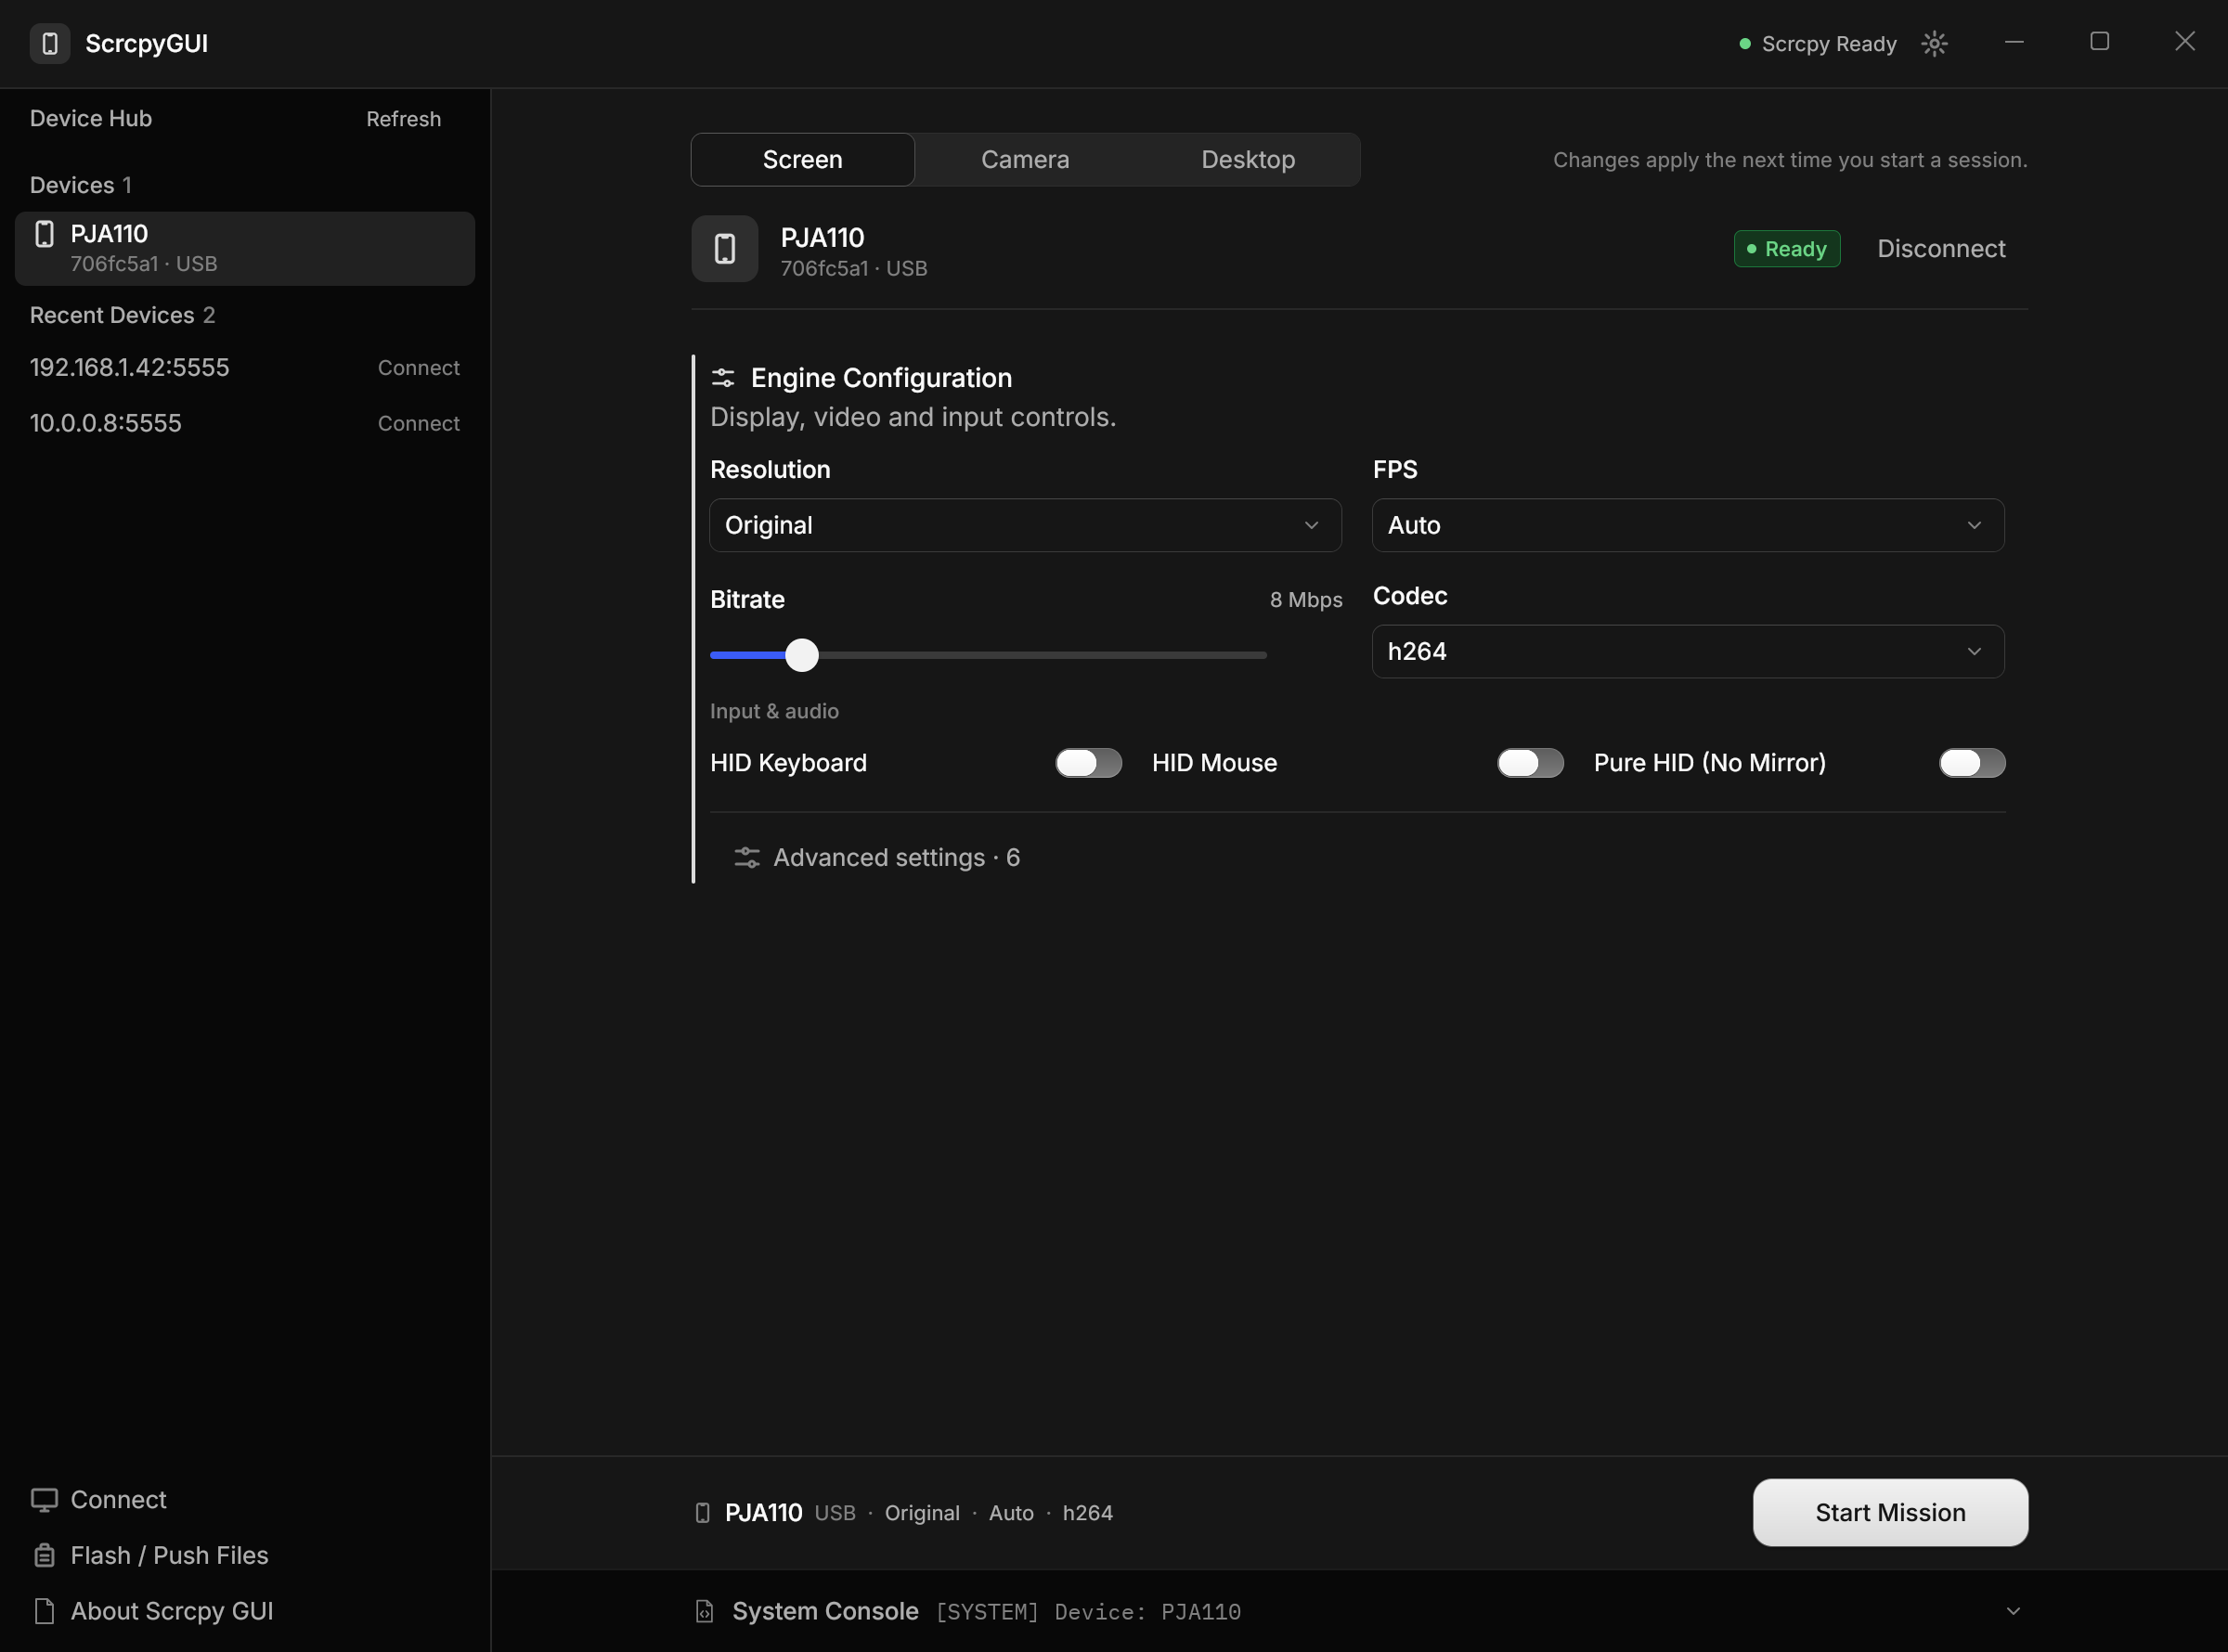 ScrcpyGUI
Scrcpy Ready
Device Hub
Refresh
Devices 1
PJA110
706fc5a1 · USB
Recent Devices 2
192.168.1.42:5555
Connect
10.0.0.8:5555
Connect
Connect
Flash / Push Files
About Scrcpy GUI
Screen
Camera
Desktop
Changes apply the next time you start a session.
PJA110
706fc5a1 · USB
Ready
Disconnect
Engine Configuration
Display, video and input controls.
Resolution
Original
FPS
Auto
Bitrate
8 Mbps
Codec
h264
Input & audio
HID Keyboard
HID Mouse
Pure HID (No Mirror)
Advanced settings · 6
PJA110 USB · Original · Auto · h264
Start Mission
System Console [SYSTEM] Device: PJA110